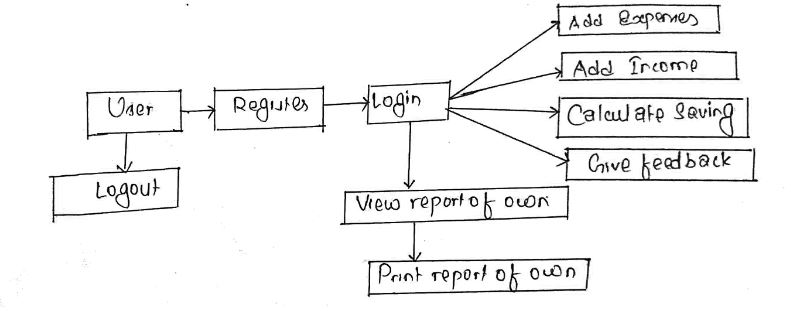 Add Expenses
Add Income
User
Register
Login
Calculate Saving
Give feedback
Logout
View report of own
Print report of own